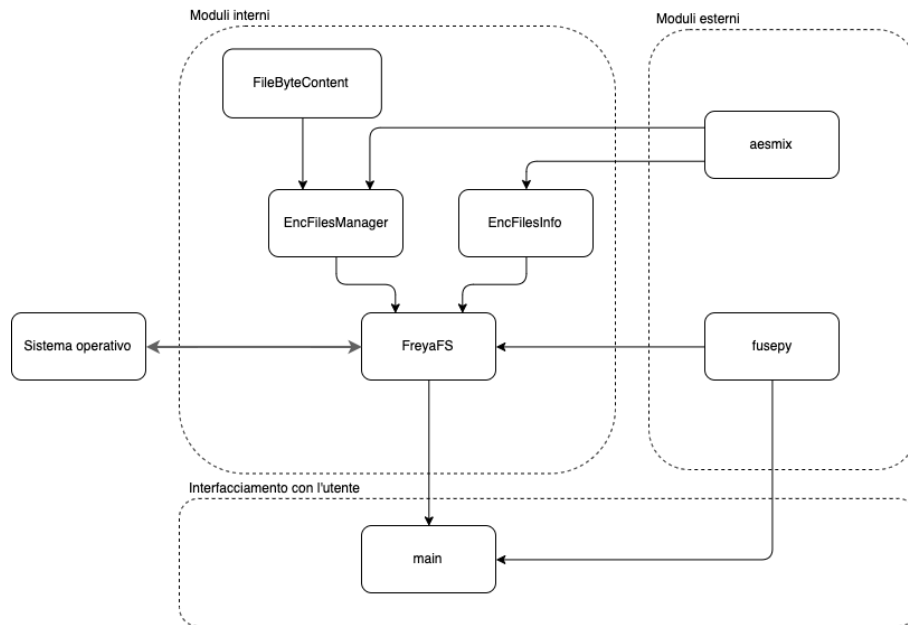 Moduli interni
Moduli esterni
FileByteContent
aesmix
EncFilesManager
EncFilesInfo
Sistema operativo
FreyaFS
fusepy
Interfacciamento con l'utente
main